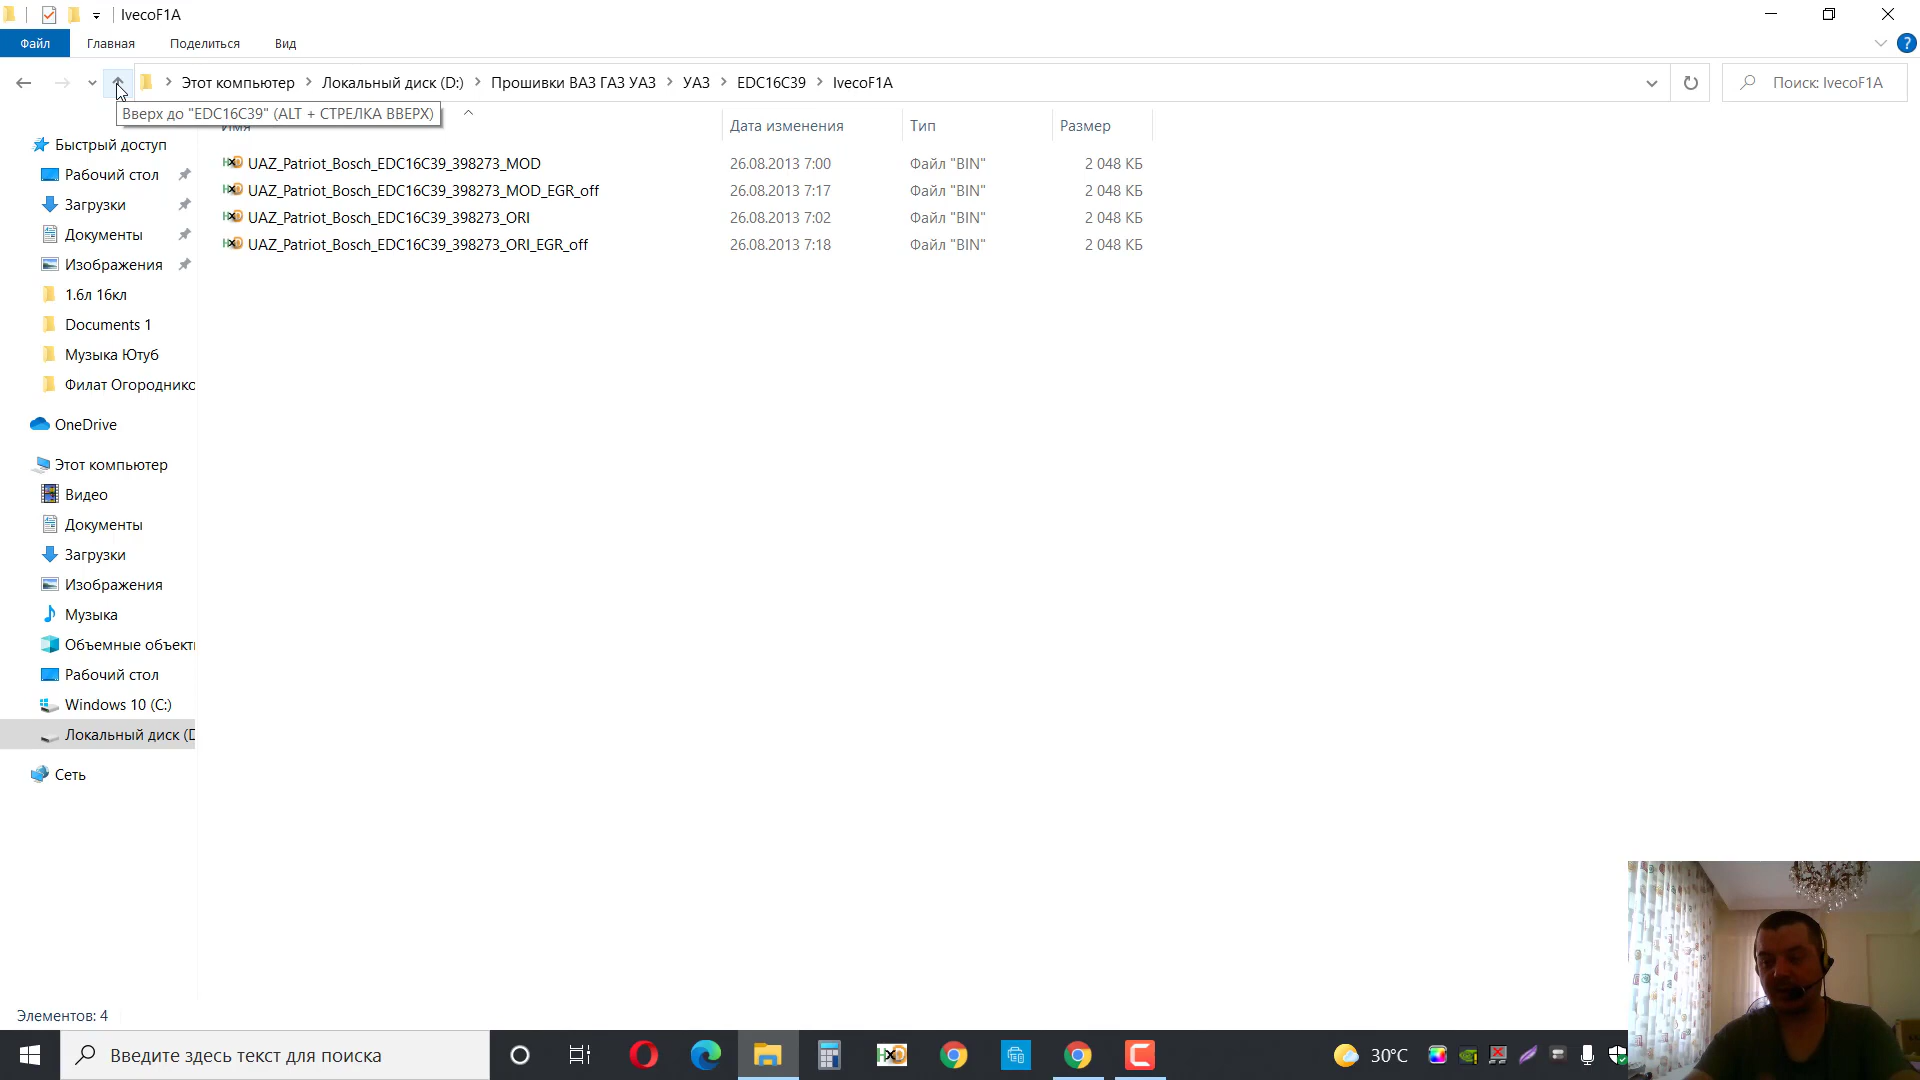 IvecoF1A
Файл Главная Поделиться Вид
Этот компьютер Локальный диск (D:) Прошивки ВАЗ ГАЗ УАЗ УАЗ EDC16C39 IvecoF1A
Поиск: IvecoF1A
Вверх до "EDC16C39" (ALT + СТРЕЛКА ВВЕРХ)
Имя Дата изменения Тип Размер
UAZ_Patriot_Bosch_EDC16C39_398273_MOD 26.08.2013 7:00 Файл "BIN" 2 048 КБ
UAZ_Patriot_Bosch_EDC16C39_398273_MOD_EGR_off 26.08.2013 7:17 Файл "BIN" 2 048 КБ
UAZ_Patriot_Bosch_EDC16C39_398273_ORI 26.08.2013 7:02 Файл "BIN" 2 048 КБ
UAZ_Patriot_Bosch_EDC16C39_398273_ORI_EGR_off 26.08.2013 7:18 Файл "BIN" 2 048 КБ
Быстрый доступ
Рабочий стол
Загрузки
Документы
Изображения
1.6л 16кл
Documents 1
Музыка Ютуб
Филат Огороднико
OneDrive
Этот компьютер
Видео
Документы
Загрузки
Изображения
Музыка
Объемные объект
Рабочий стол
Windows 10 (C:)
Локальный диск (D
Сеть
Элементов: 4
Введите здесь текст для поиска
30°C